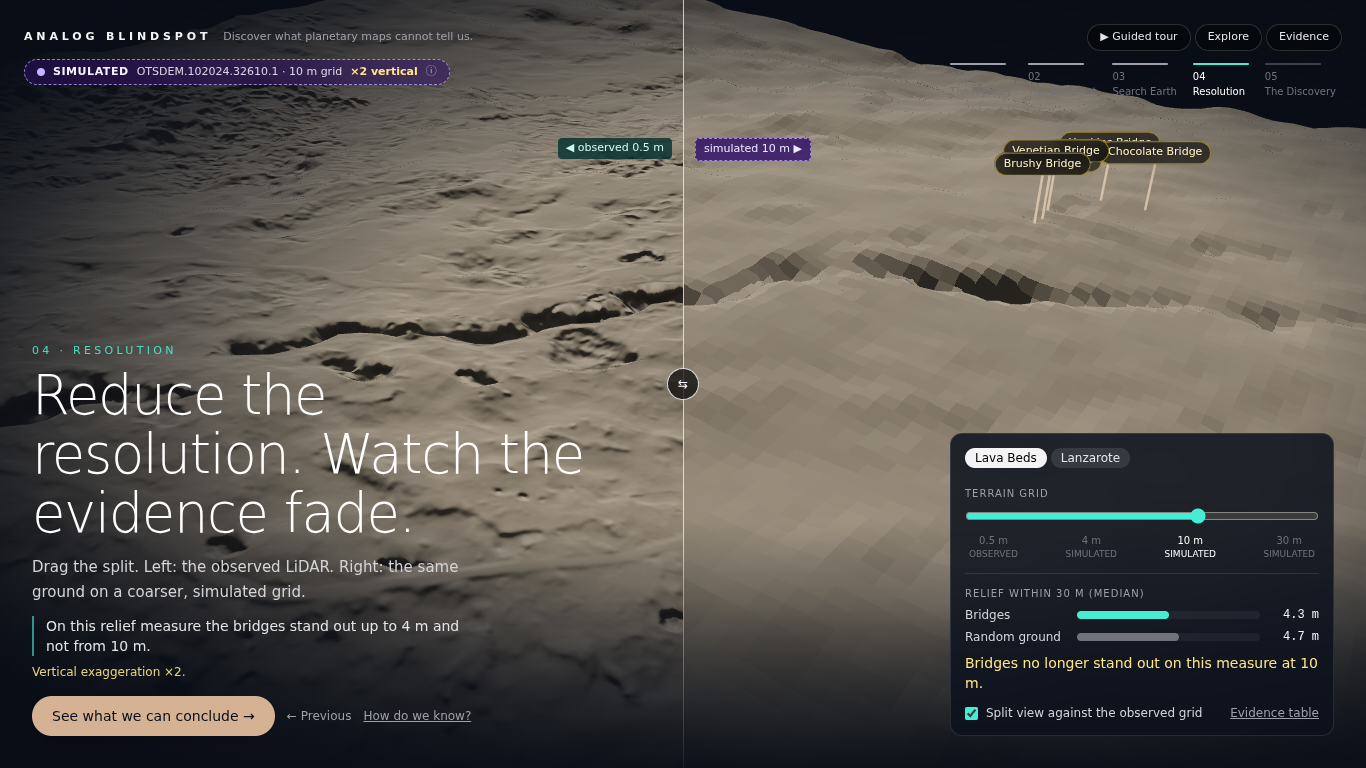 ANALOG BLINDSPOT Discover what planetary maps cannot tell us.
SIMULATED OTSDEM.102024.32610.1 · 10 m grid ×2 vertical ⓘ
▶ Guided tour Explore Evidence
02 03 04 05
Search Earth Resolution The Discovery
◀ observed 0.5 m simulated 10 m ▶
Venetian Bridge Chocolate Bridge
Brushy Bridge
⇆
04 · RESOLUTION
Reduce the
resolution. Watch the
evidence fade.
Drag the split. Left: the observed LiDAR. Right: the same
ground on a coarser, simulated grid.
On this relief measure the bridges stand out up to 4 m and
not from 10 m.
Vertical exaggeration ×2.
See what we can conclude → ← Previous How do we know?
Lava Beds Lanzarote
TERRAIN GRID
0.5 m 4 m 10 m 30 m
OBSERVED SIMULATED SIMULATED SIMULATED
RELIEF WITHIN 30 M (MEDIAN)
Bridges 4.3 m
Random ground 4.7 m
Bridges no longer stand out on this measure at 10
m.
Split view against the observed grid Evidence table